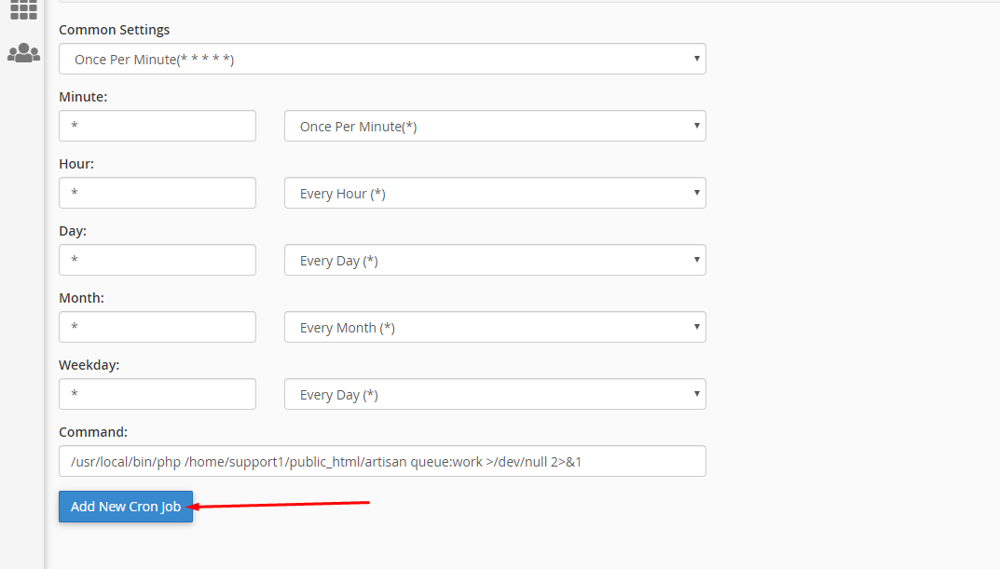 Common Settings
Once Per Minute(* * * * *)
Minute:
* Once Per Minute(*)
Hour:
* Every Hour (*)
Day:
* Every Day (*)
Month:
* Every Month (*)
Weekday:
* Every Day (*)
Command:
/usr/local/bin/php /home/support1/public_html/artisan queue:work >/dev/null 2>&1
Add New Cron Job